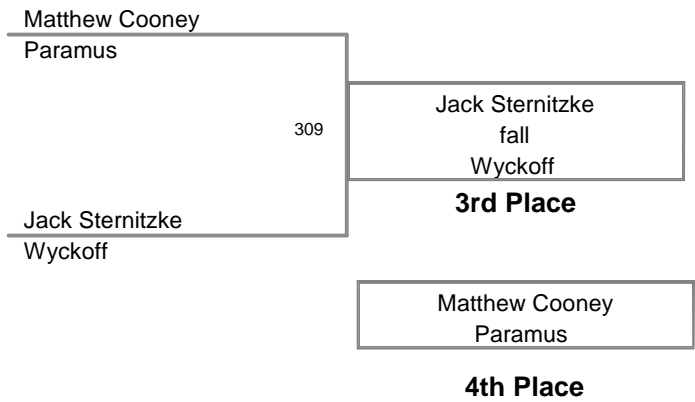 Matthew Cooney
Paramus
309
Jack Sternitzke
fall
Wyckoff
3rd Place
Jack Sternitzke
Wyckoff
Matthew Cooney
Paramus
4th Place